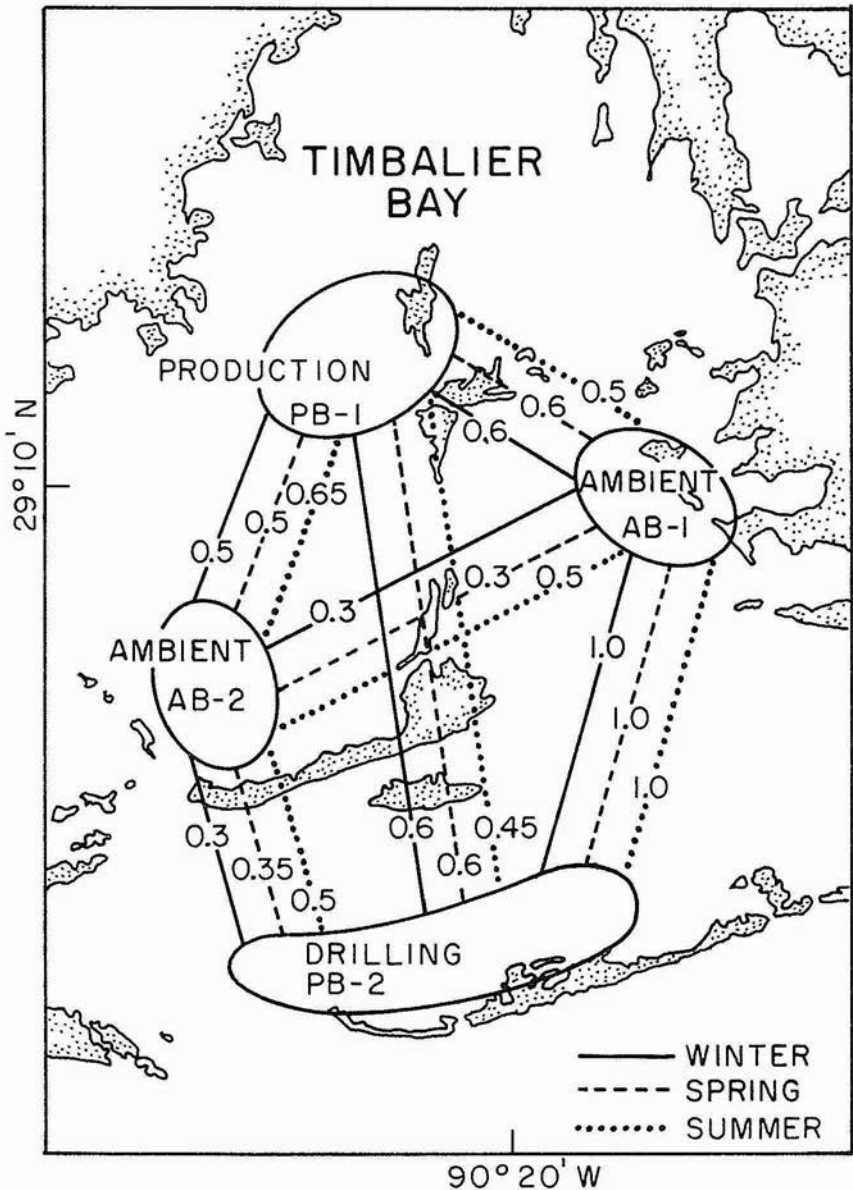 TIMBALIER
BAY
PRODUCTION
PB-1
0.5
0.6
0.6
29°10' N
0.65
0.5
0.5
AMBIENT
AB-1
0.3
0.5
0.3
AMBIENT
AB-2
1.0
1.0
1.0
0.3
0.6
0.45
0.35
0.6
0.5
DRILLING
PB-2
WINTER
SPRING
SUMMER
90°20' W